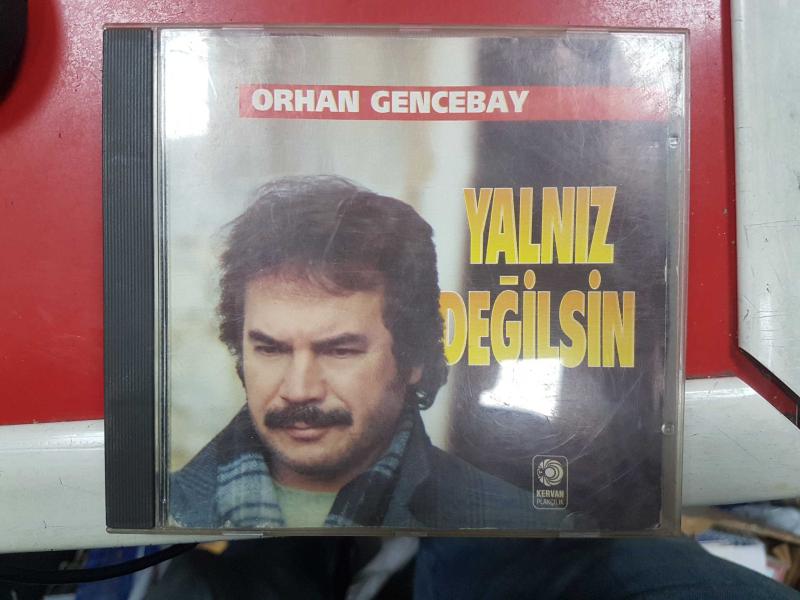 ORHAN GENCEBAY
YALNIZ
DEĞİLSİN
KERVAN
PLAKÇILIK